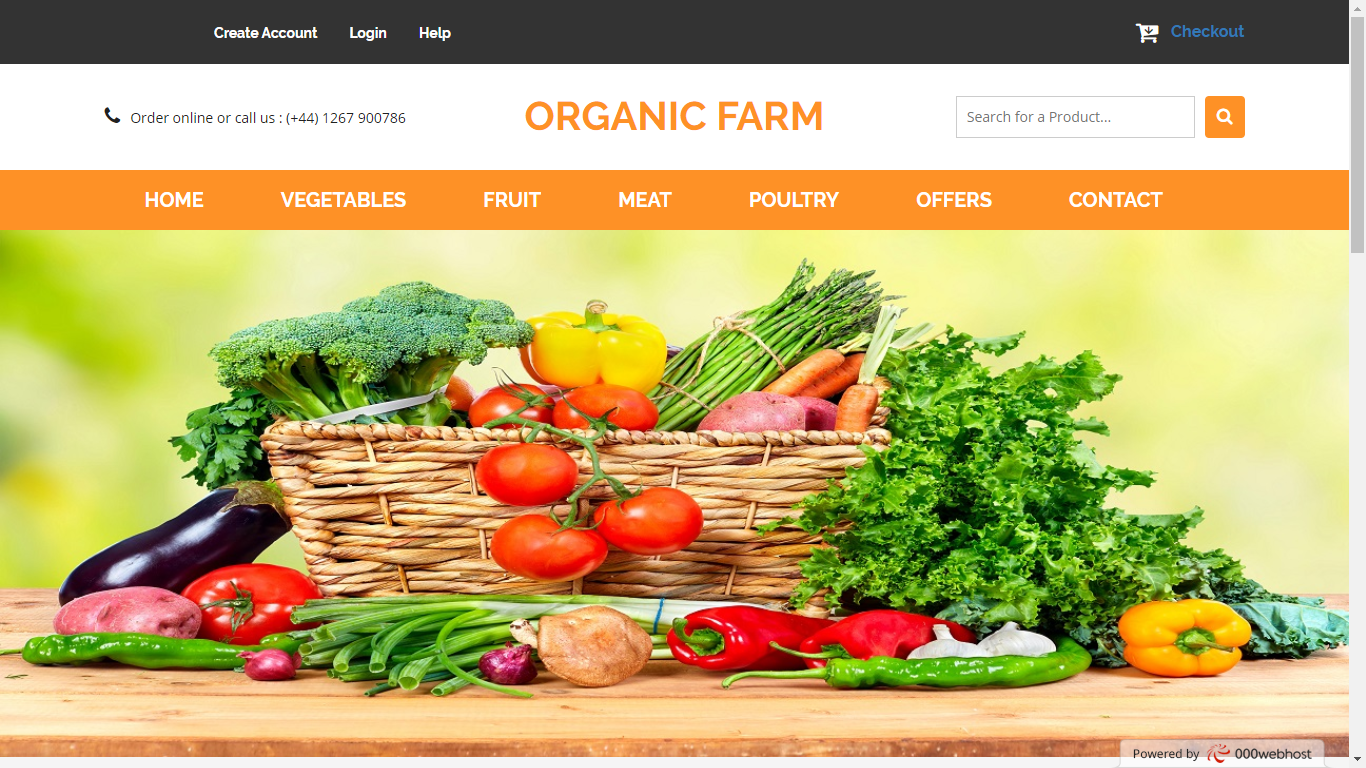 Create Account Login Help Checkout
Order online or call us : (+44) 1267 900786
ORGANIC FARM
Search for a Product...
HOME VEGETABLES FRUIT MEAT POULTRY OFFERS CONTACT
Powered by 000webhost